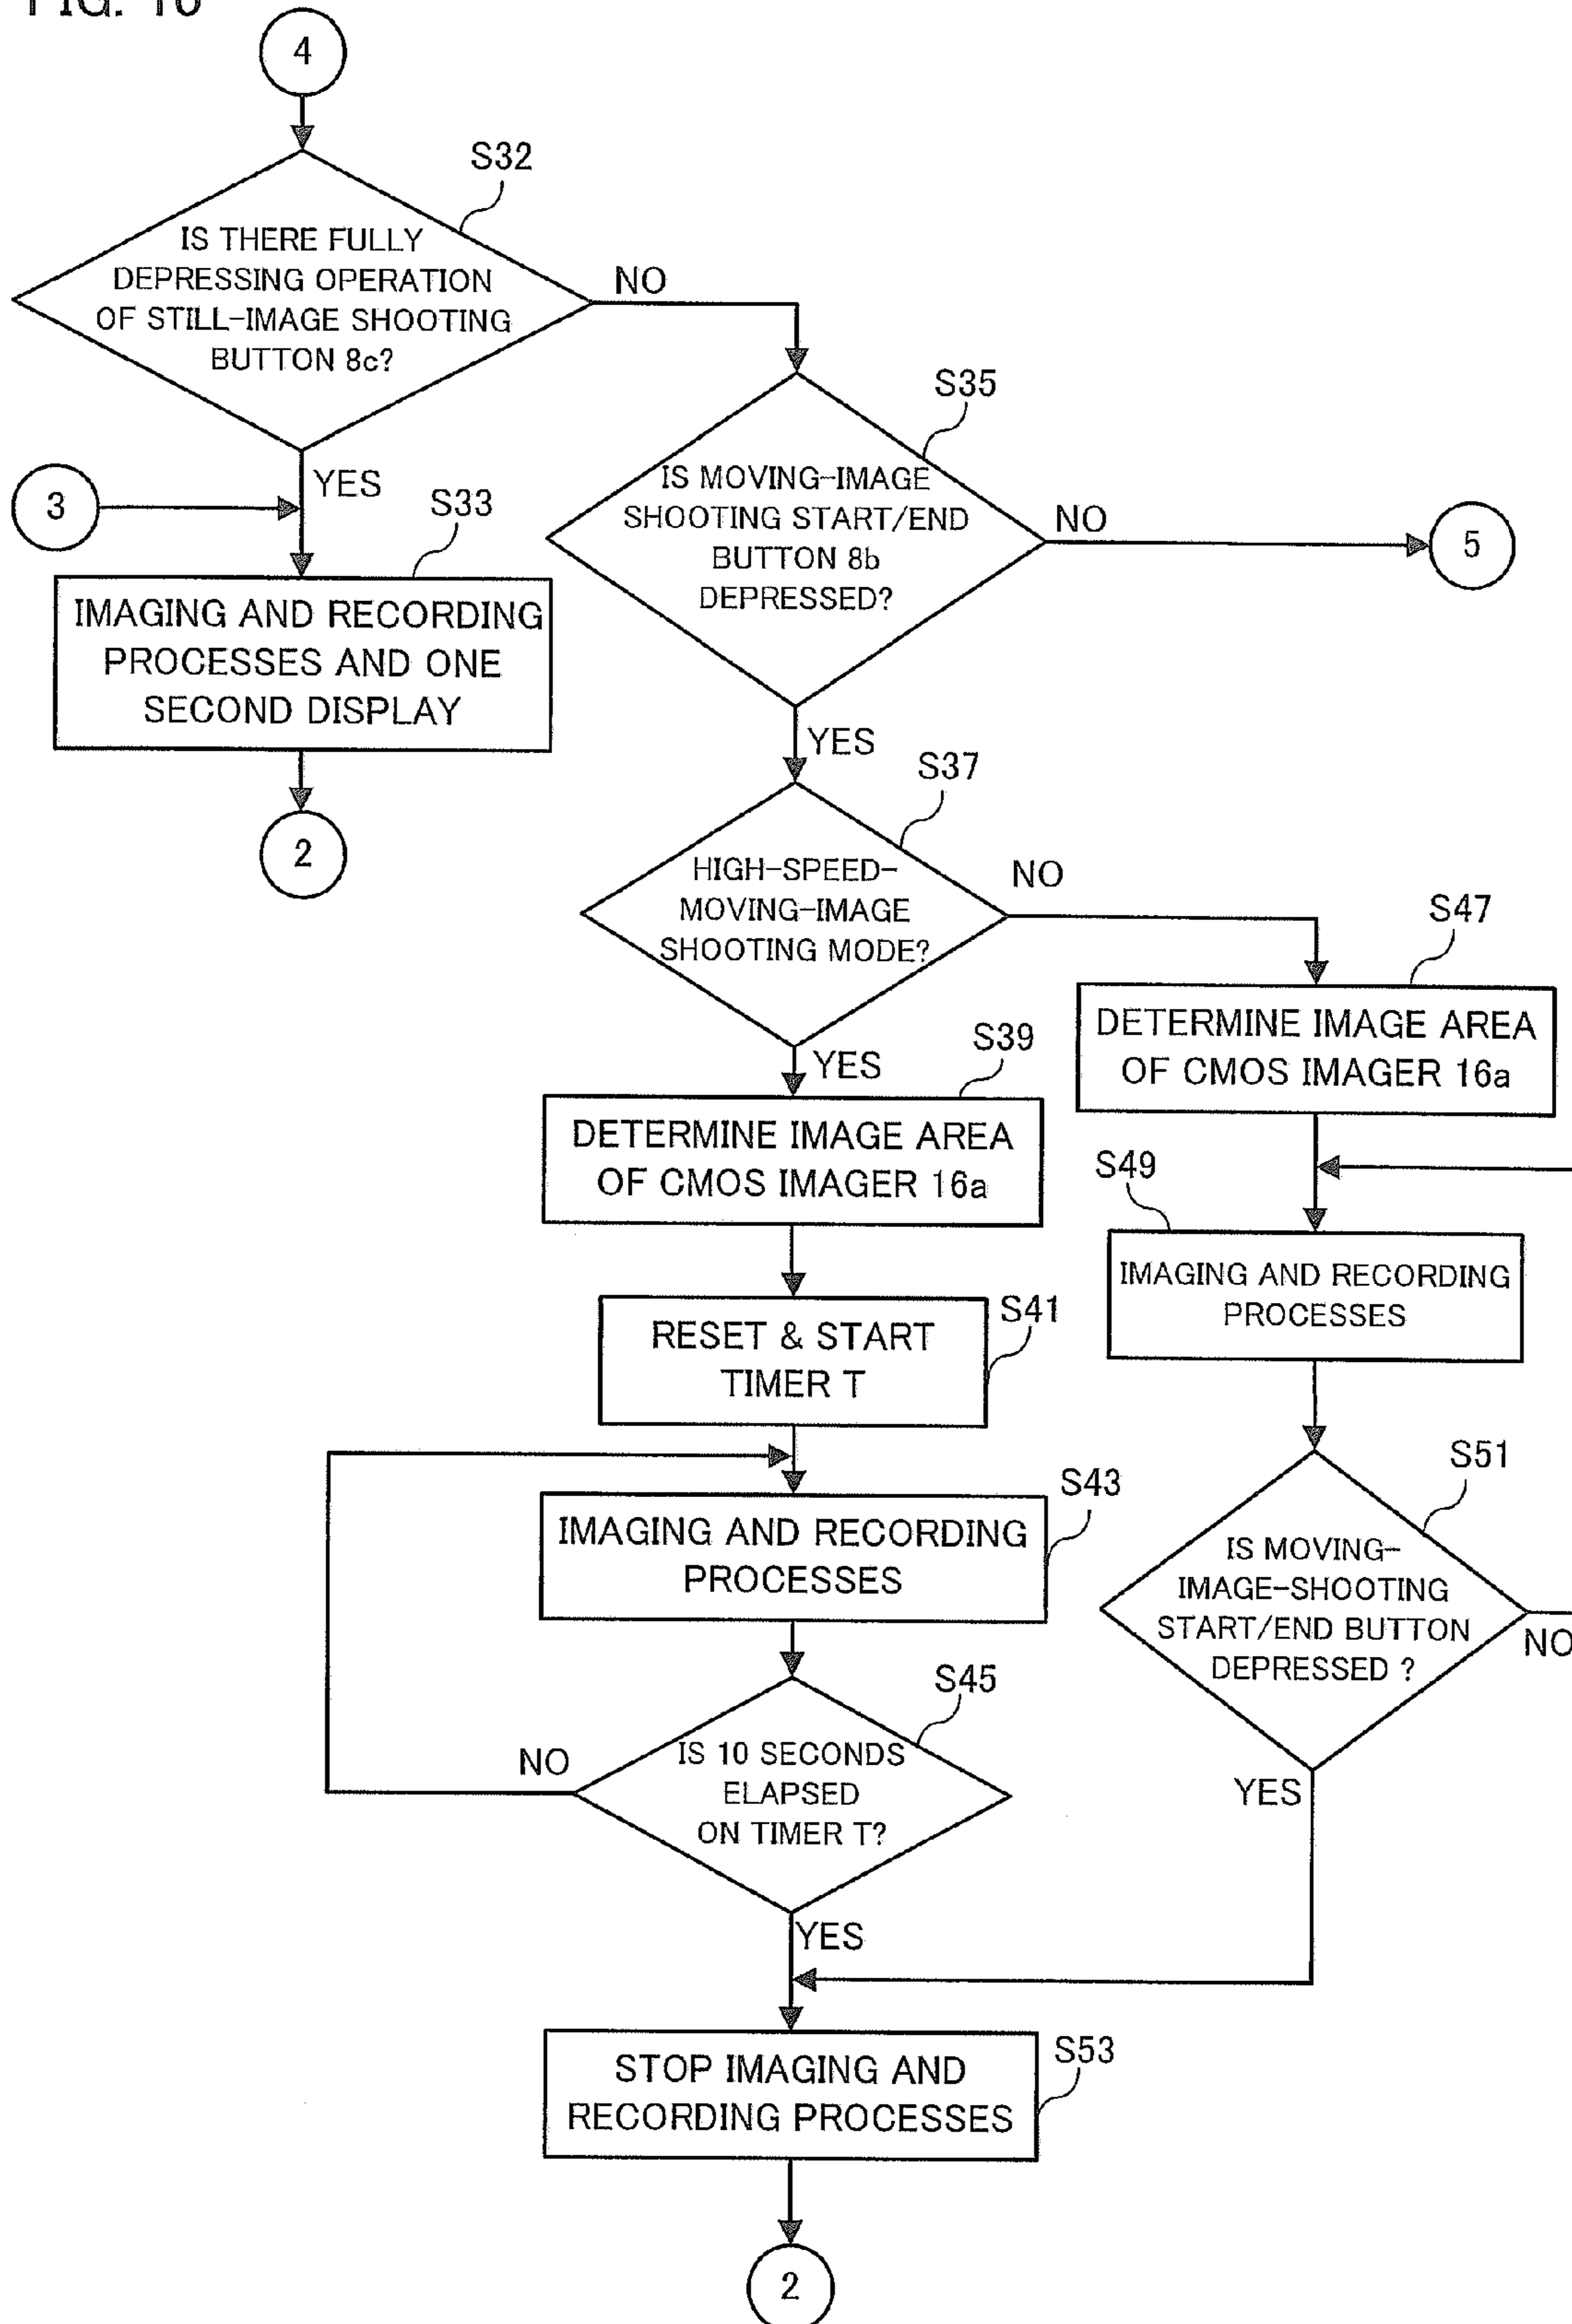 4
S32
IS THERE FULLY
DEPRESSING OPERATION
OF STILL-IMAGE SHOOTING
BUTTON 8c?
NO
YES
3
S33
IMAGING AND RECORDING
PROCESSES AND ONE
SECOND DISPLAY
2
S35
IS MOVING-IMAGE
SHOOTING START/END
BUTTON 8b
DEPRESSED?
NO
5
YES
S37
HIGH-SPEED-
MOVING-IMAGE
SHOOTING MODE?
NO
YES
S39
DETERMINE IMAGE AREA
OF CMOS IMAGER 16a
S41
RESET & START
TIMER T
S43
IMAGING AND RECORDING
PROCESSES
S45
IS 10 SECONDS
ELAPSED
ON TIMER T?
NO
YES
S47
DETERMINE IMAGE AREA
OF CMOS IMAGER 16a
S49
IMAGING AND RECORDING
PROCESSES
S51
IS MOVING-
IMAGE-SHOOTING
START/END BUTTON
DEPRESSED ?
NO
YES
S53
STOP IMAGING AND
RECORDING PROCESSES
2